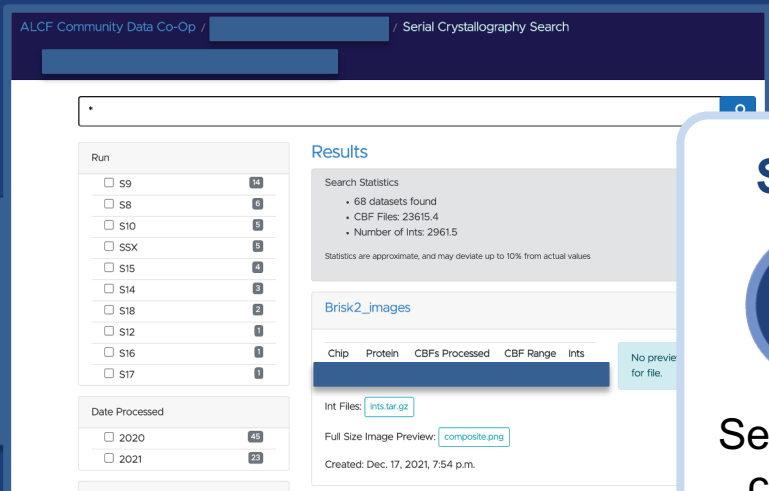 ALCF Community Data Co-Op / / Serial Crystallography Search
*
Run
S9 14
S8 6
S10 5
SSX 5
S15 4
S14 3
S18 2
S12 1
S16 1
S17 1
Date Processed
2020 45
2021 23
Results
Search Statistics
• 68 datasets found
• CBF Files: 23615.4
• Number of Ints: 2961.5
Statistics are approximate, and may deviate up to 10% from actual values
Brisk2_images
Chip Protein CBFs Processed CBF Range Ints
No previe
for file.
Int Files: ints.tar.gz
Full Size Image Preview: composite.png
Created: Dec. 17, 2021, 7:54 p.m.
S
Se
c